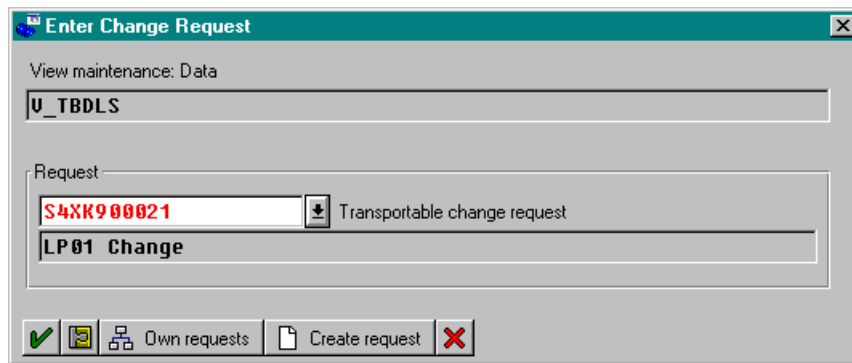 Enter Change Request
View maintenance: Data
V_TBDLS
Request
S4XK900021 Transportable change request
LP01 Change
Own requests Create request